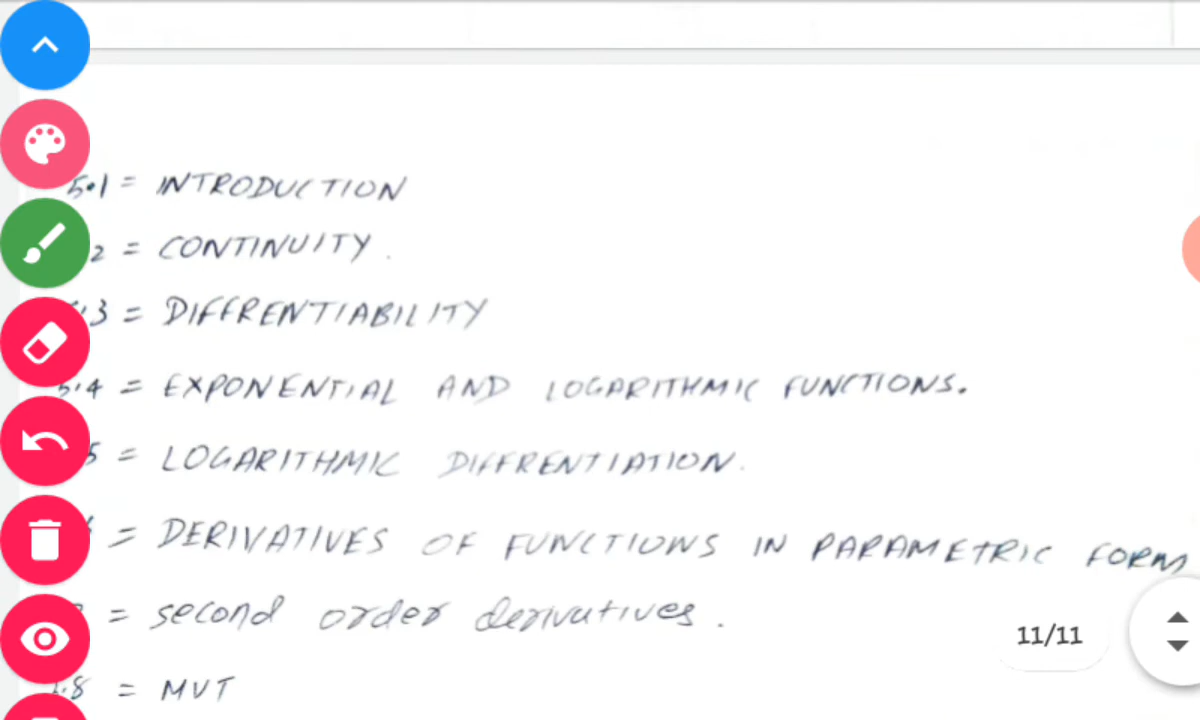 5.1 = INTRODUCTION
2 = CONTINUITY.
3 = DIFFRENTIABILITY
5.4 = EXPONENTIAL AND LOGARITHMIC FUNCTIONS.
5 = LOGARITHMIC DIFFRENTIATION.
= DERIVATIVES OF FUNCTIONS IN PARAMETRIC FORM
= second order derivatives.
11/11
.8 = MVT